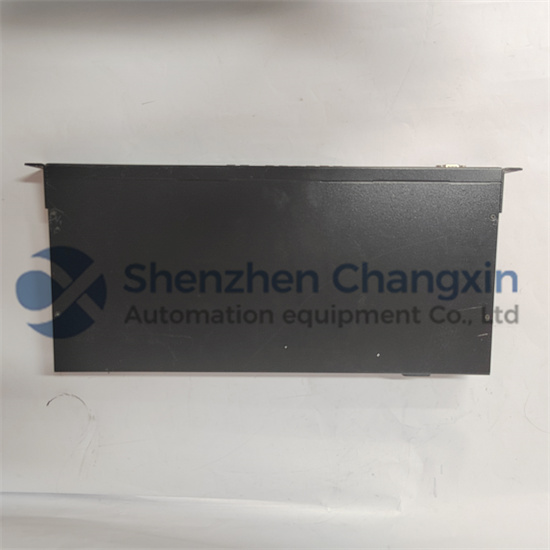 Shenzhen Changxin
Automation equipment Co., Ltd